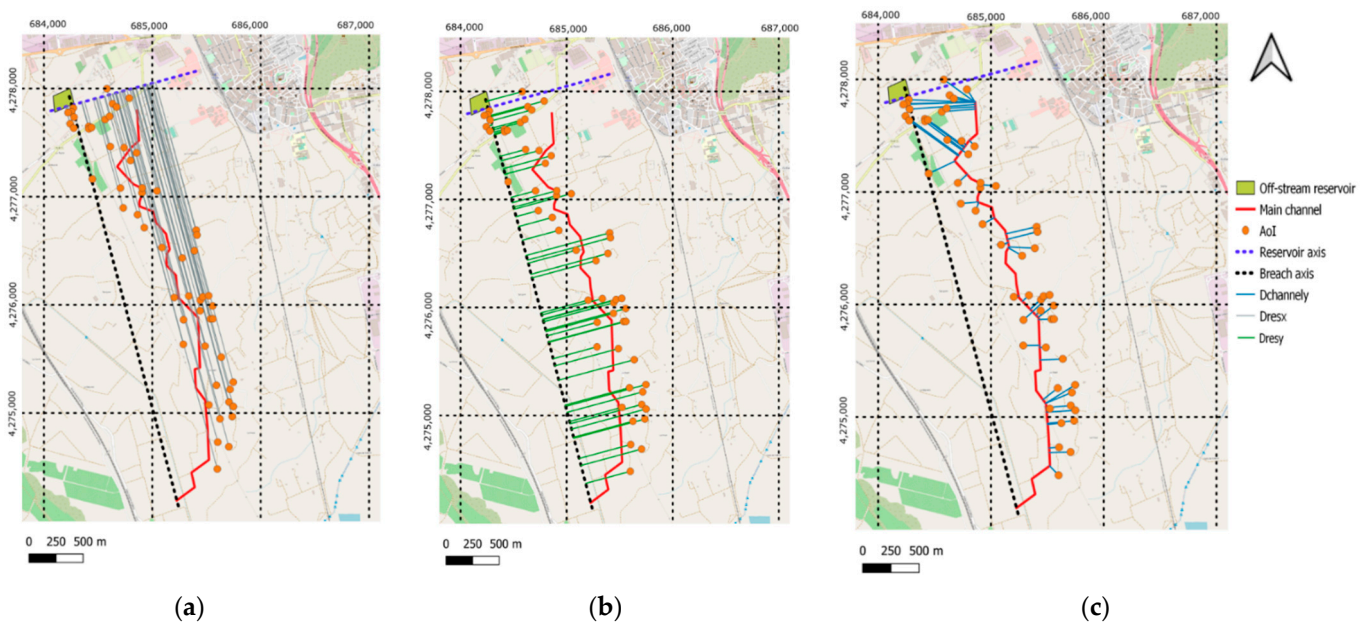 684,000 685,000 686,000 687,000
684,000 685,000 686,000 687,000
684,000 685,000 686,000 687,000
4,278,000
4,277,000
4,276,000
4,275,000
4,278,000
4,277,000
4,276,000
4,275,000
4,278,000
4,277,000
4,276,000
4,275,000
Off-stream reservoir
Main channel
AoI
Reservoir axis
Breach axis
Dchannely
Dresx
Dresy
0 250 500 m
0 250 500 m
0 250 500 m
(a)
(b)
(c)